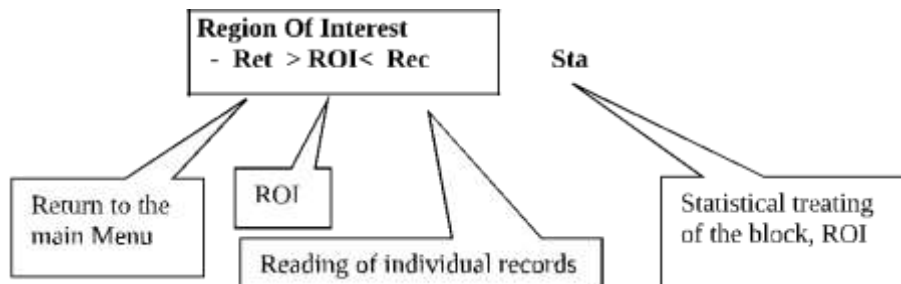 Region Of Interest
- Ret > ROI< Rec Sta
Return to the
main Menu
ROI
Reading of individual records
Statistical treating
of the block, ROI